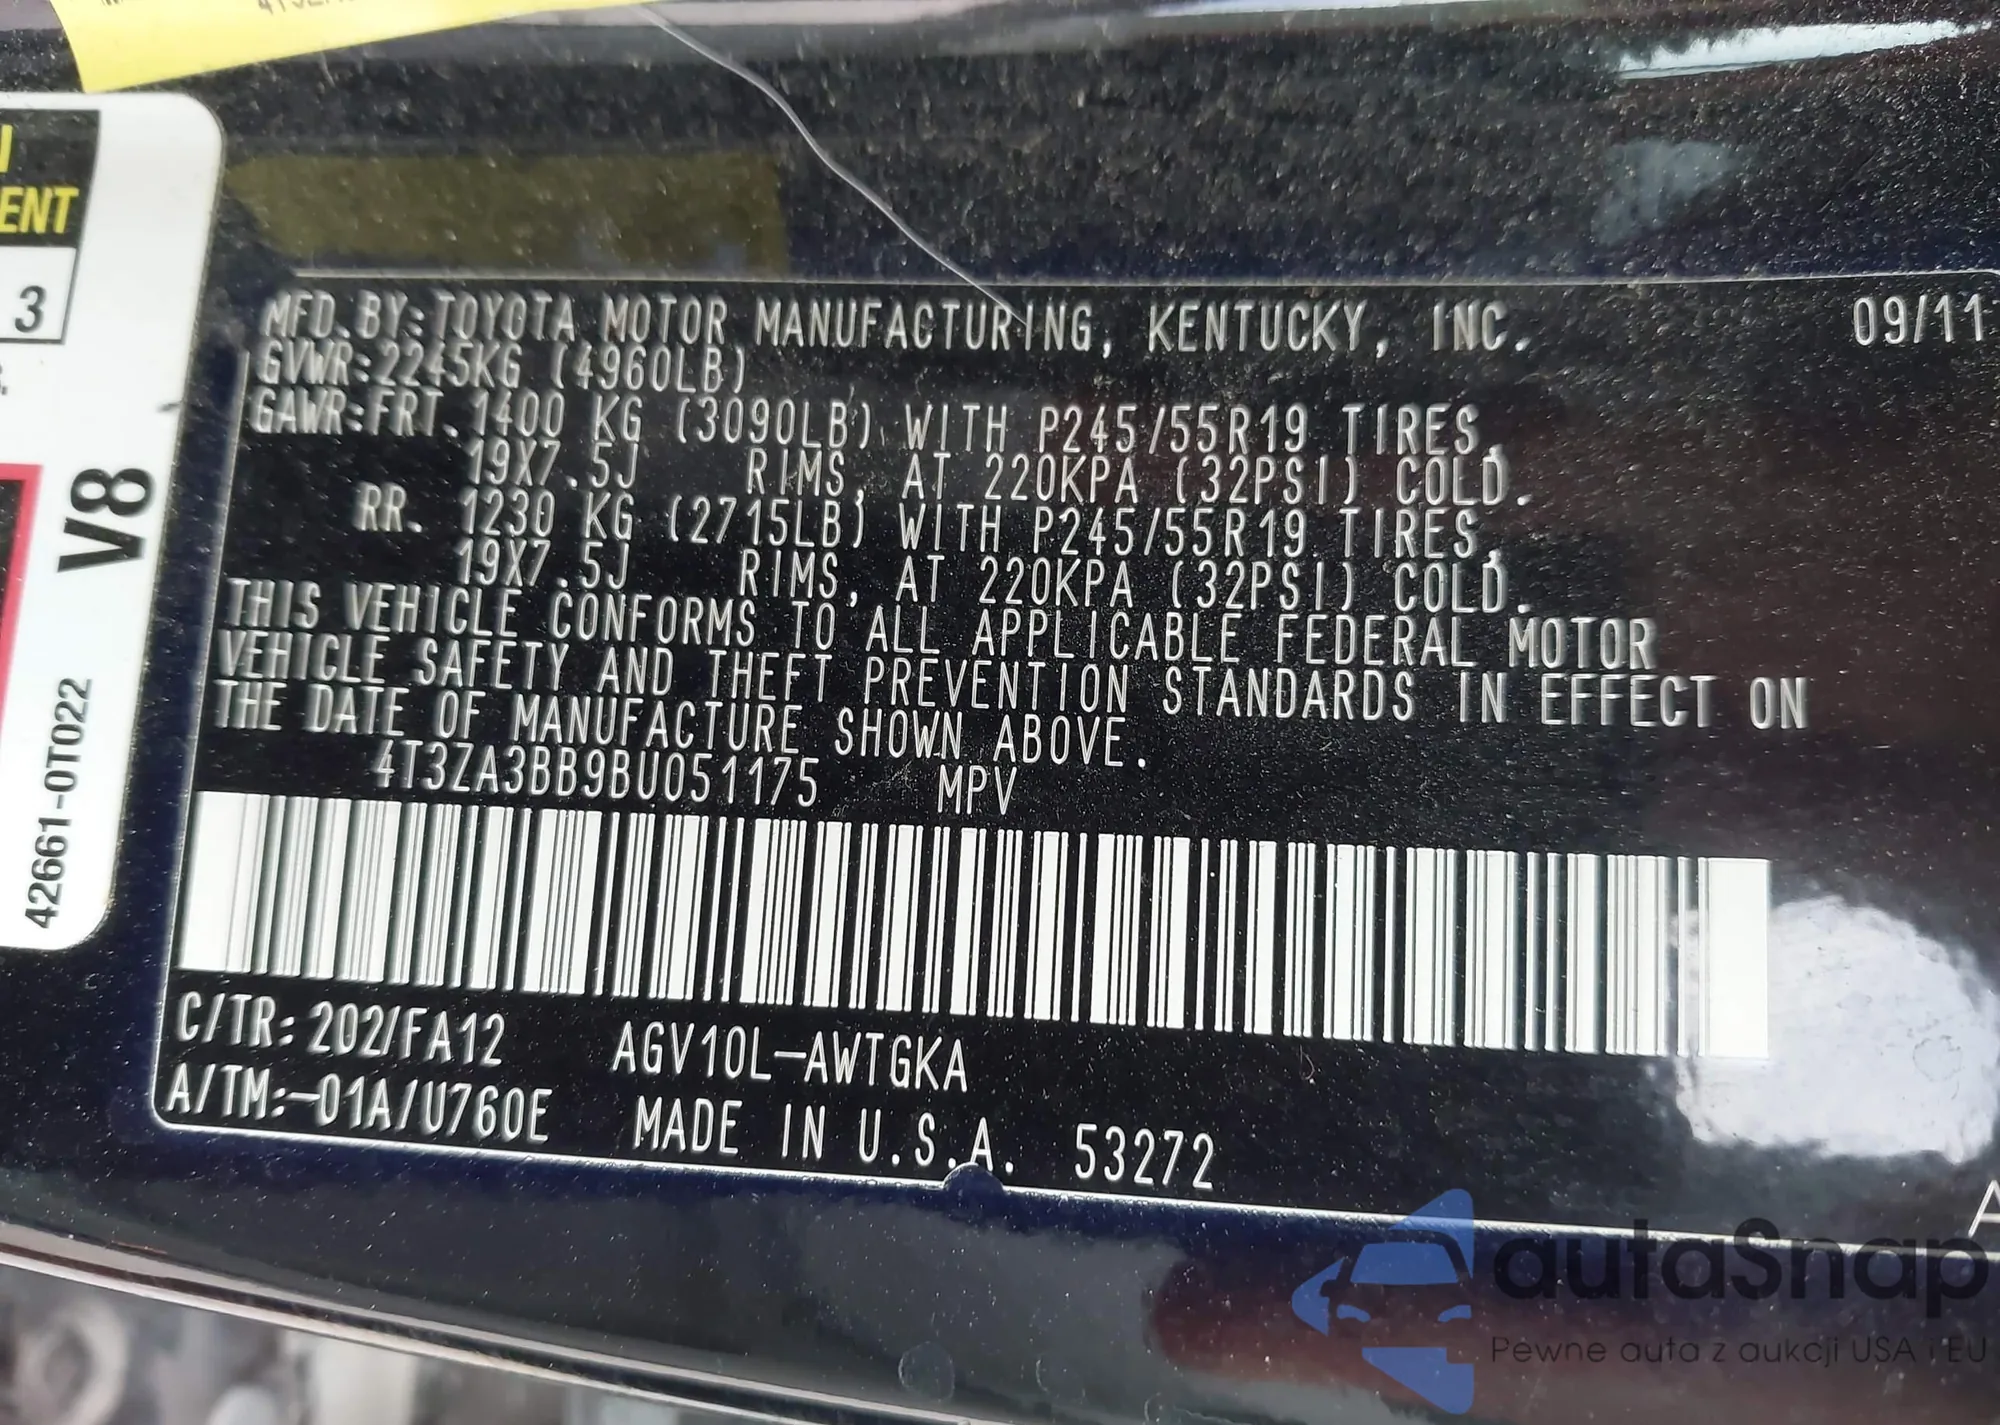 ENT
3
V8
42661-0T022
MFD. BY: TOYOTA MOTOR MANUFACTURING, KENTUCKY, INC. 09/11
GVWR: 2245KG (4960LB)
GAWR: FRT. 1400 KG (3090LB) WITH P245/55R19 TIRES,
19X7.5J RIMS, AT 220KPA (32PSI) COLD.
RR. 1230 KG (2715LB) WITH P245/55R19 TIRES,
19X7.5J RIMS, AT 220KPA (32PSI) COLD.
THIS VEHICLE CONFORMS TO ALL APPLICABLE FEDERAL MOTOR
VEHICLE SAFETY AND THEFT PREVENTION STANDARDS IN EFFECT ON
THE DATE OF MANUFACTURE SHOWN ABOVE.
4T3ZA3BB9BU051175 MPV
C/TR: 202/FA12 AGV10L-AWTGKA
A/TM:-01A/U760E MADE IN U.S.A. 53272
A
autaSnap
Pewne auta z aukcji USA i EU